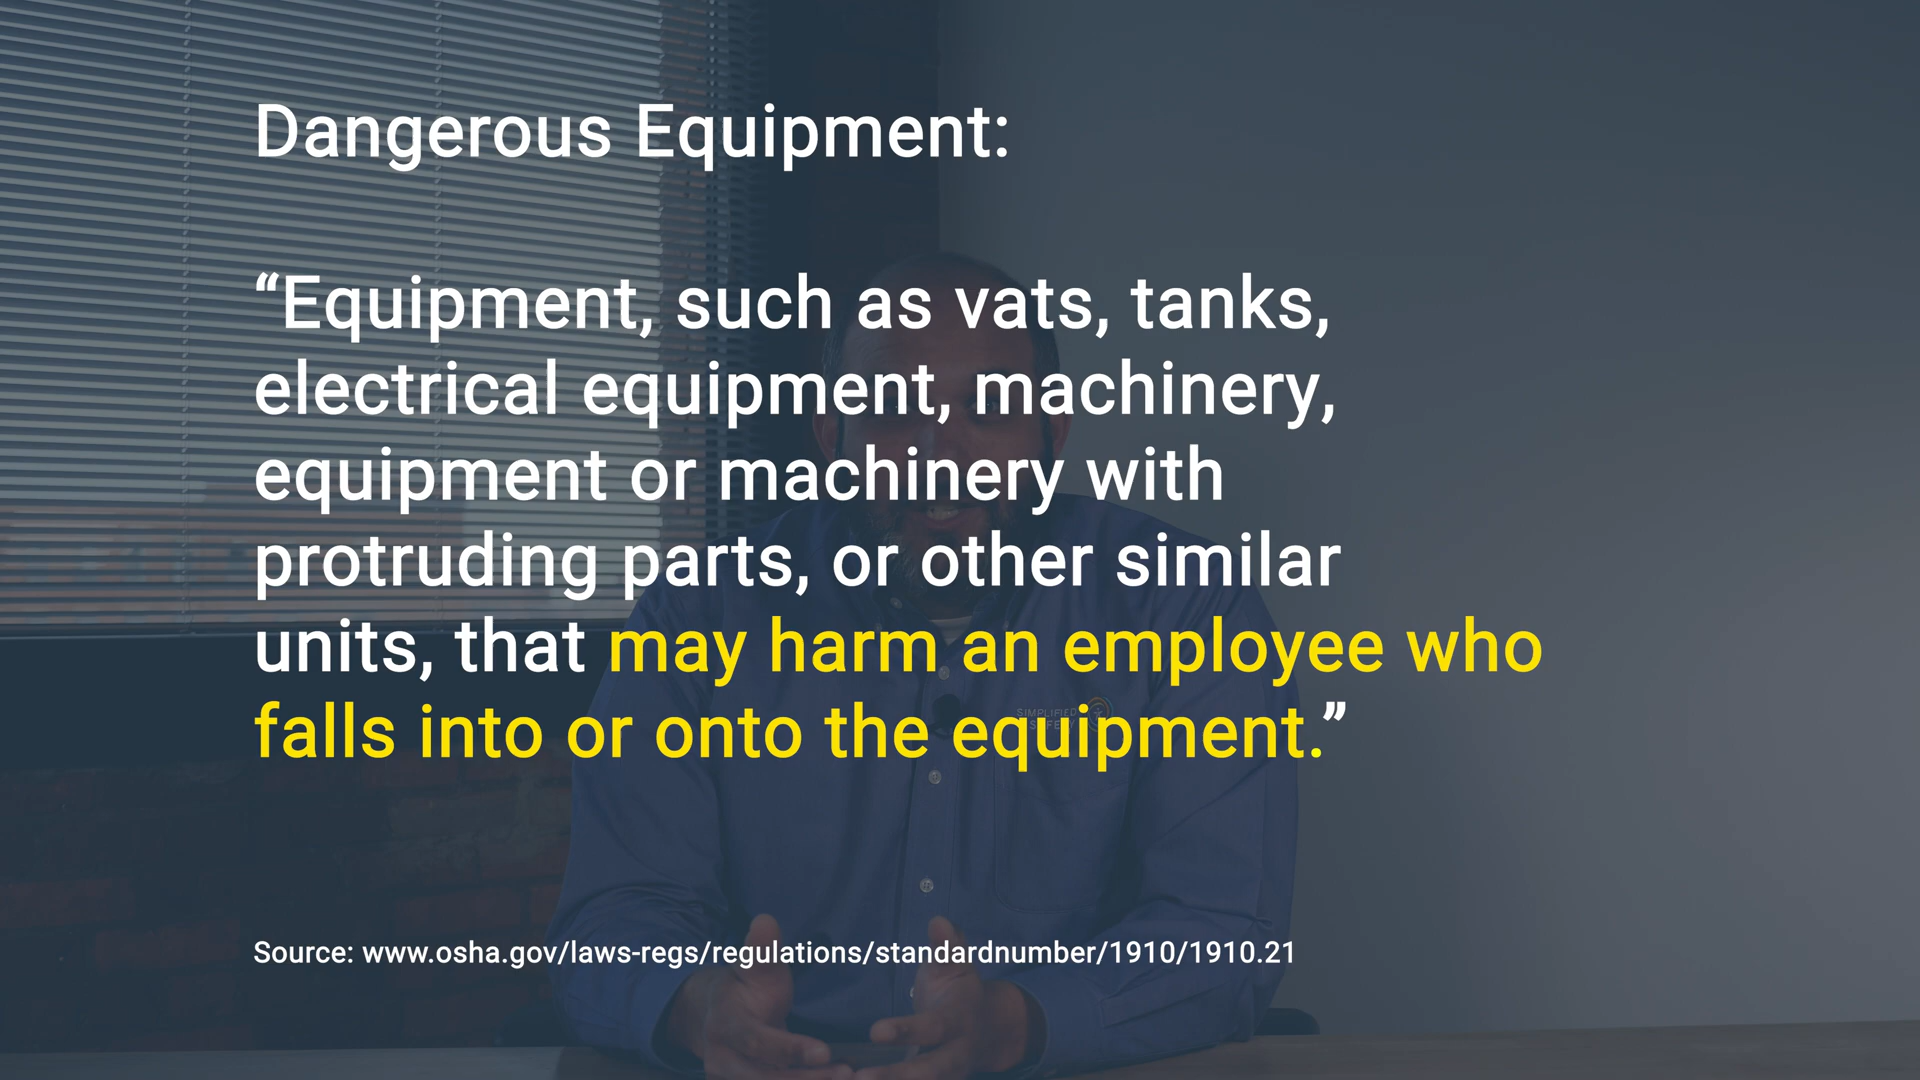 Dangerous Equipment:
“Equipment, such as vats, tanks,
electrical equipment, machinery,
equipment or machinery with
protruding parts, or other similar
units, that may harm an employee who
falls into or onto the equipment.”
SIMPLIFIED
SAFETY
Source: www.osha.gov/laws-regs/regulations/standardnumber/1910/1910.21